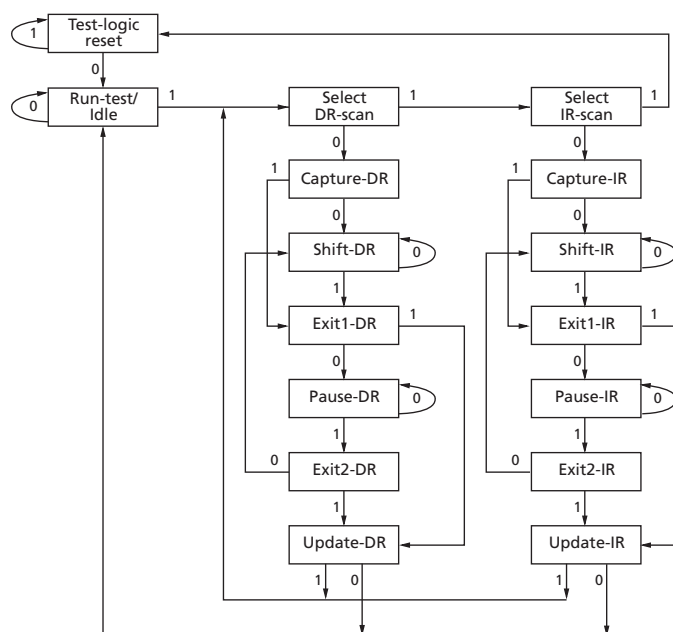 Test-logic
reset
1
0
Run-test/
Idle
0
1
Select
DR-scan
1
Select
IR-scan
1
0
0
1
Capture-DR
1
Capture-IR
0
0
Shift-DR
0
Shift-IR
0
1
1
Exit1-DR
1
Exit1-IR
1
0
0
Pause-DR
0
Pause-IR
0
1
1
0
Exit2-DR
0
Exit2-IR
1
1
Update-DR
Update-IR
1
0
1
0